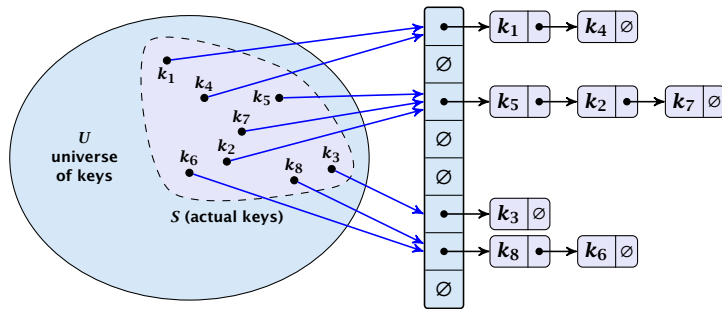 k1
k4
k5
k7
k2
k6
k8
k3
U
universe
of keys
S (actual keys)
k1 k4 ∅
∅
k5 k2 k7 ∅
∅
∅
k3 ∅
k8 k6 ∅
∅